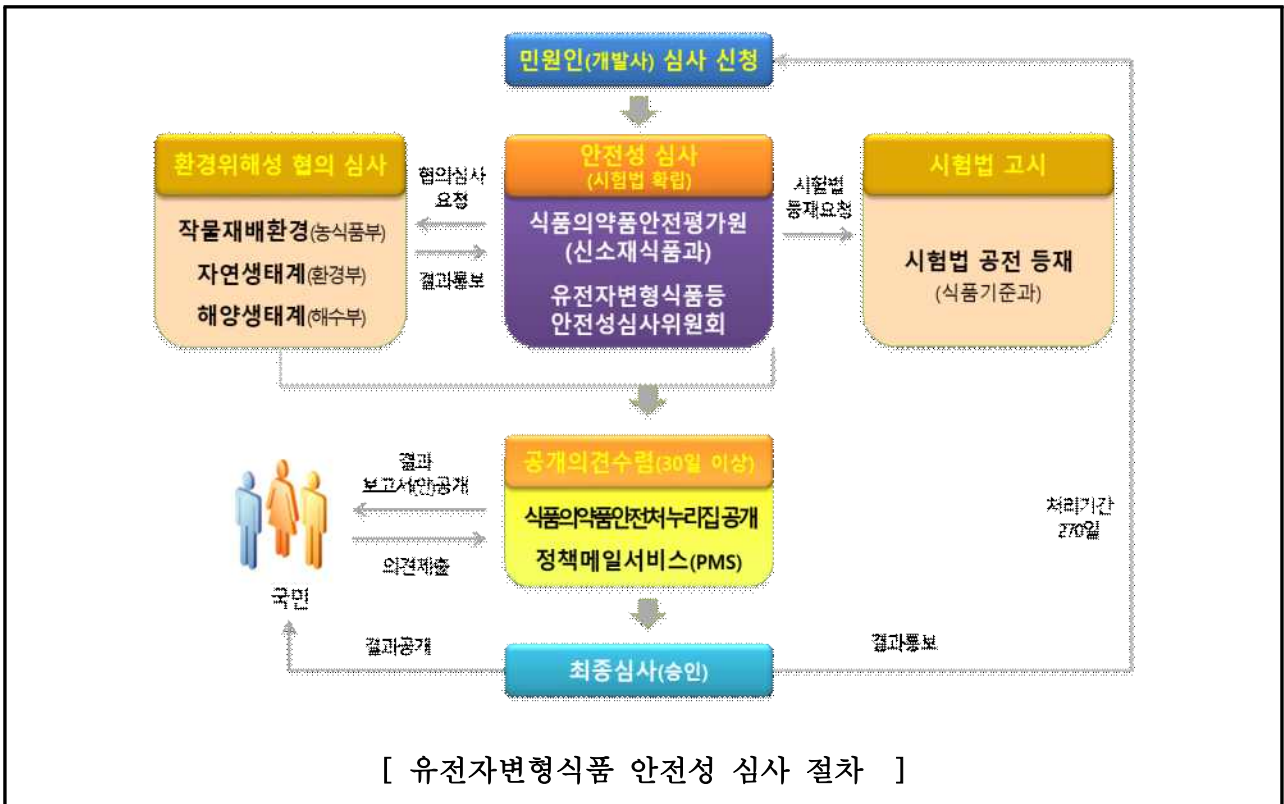 민원인(개발사) 심사 신청
환경위해성 협의 심사
작물재배환경(농식품부)
자연생태계(환경부)
해양생태계(해수부)
협의심사
요청
결과통보
안전성 심사
(시험법 확립)
식품의약품안전평가원
(신소재식품과)
유전자변형식품등
안전성심사위원회
시험법
등재요청
시험법 고시
시험법 공전 등재
(식품기준과)
결과
보고서(안)공개
의견제출
국민
공개의견수렴(30일 이상)
식품의약품안전처누리집 공개
정책메일서비스(PMS)
처리기간
270일
결과공개
최종심사(승인)
결과통보
[ 유전자변형식품 안전성 심사 절차 ]